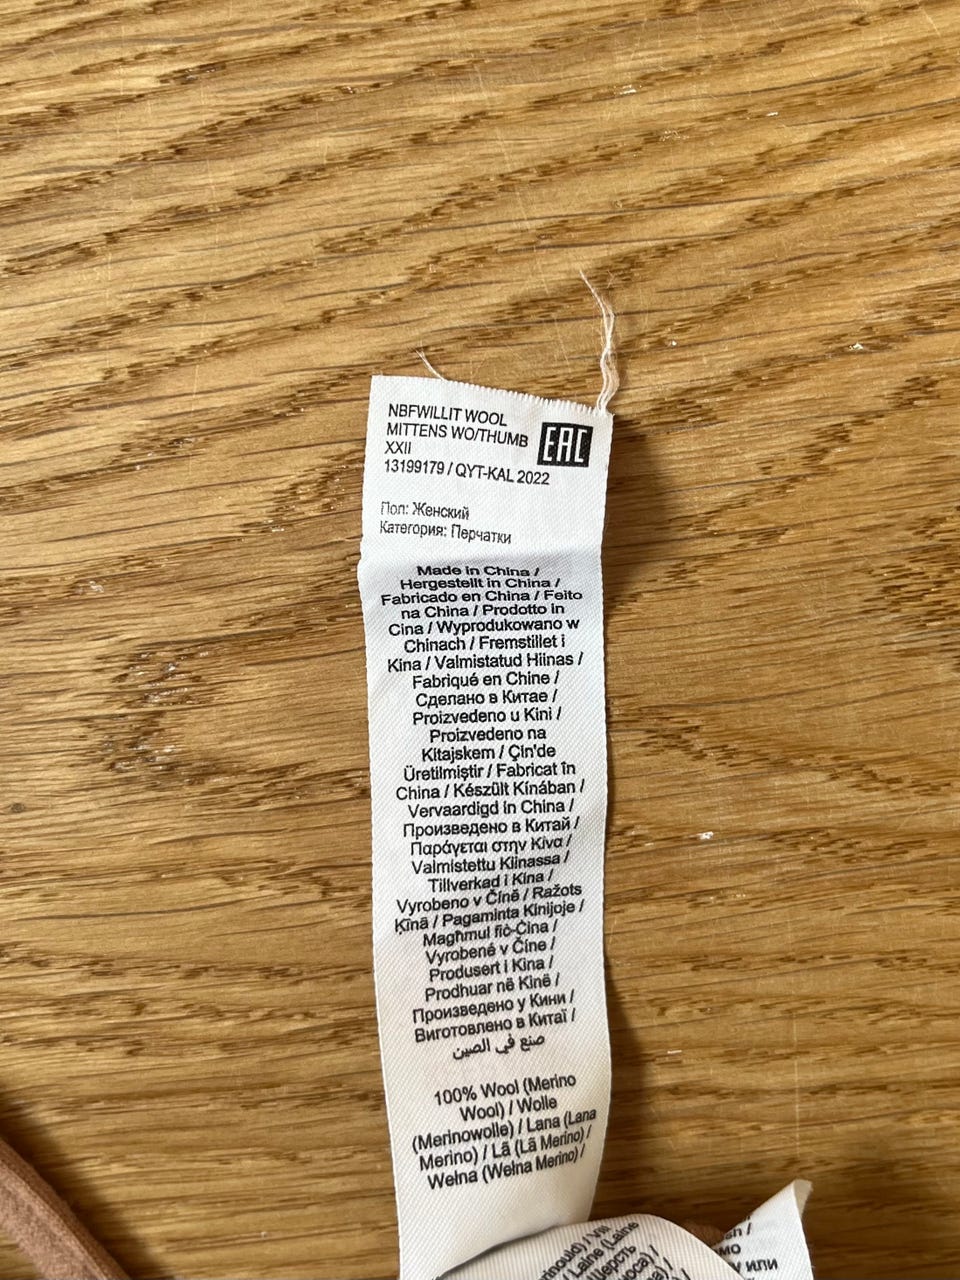 NBFWILLIT WOOL
MITTENS WO/THUMB
XXII
13199179 / QYT-KAL 2022
EAC
Пол: Женский
Категория: Перчатки
Made in China /
Hergestellt in China /
Fabricado en China / Feito
na China / Prodotto in
Cina / Wyprodukowano w
Chinach / Fremstillet i
Kina / Valmistatud Hiinas /
Fabriqué en Chine /
Сделано в Китае /
Proizvedeno u Kini /
Proizvedeno na
Kitajskem / Çin'de
Üretilmiştir / Fabricat în
China / Készült Kínában /
Vervaardigd in China /
Произведено в Китай /
Παράγεται στην Κίνα /
Valmistettu Kiinassa /
Tillverkad i Kina /
Vyrobeno v Číně / Ražots
Ķīnā / Pagaminta Kinijoje /
Magħmul fiċ-Ċina /
Vyrobené v Číne /
Produsert i Kina /
Prodhuar në Kinë /
Произведено у Кини /
Виготовлено в Китаї /
صنع في الصين
100% Wool (Merino
Wool) / Wolle
(Merinowolle) / Lana (Lana
Merino) / Lã (Lã Merino) /
Wełna (Wełna Merino) /
/ Laine (Laine
или